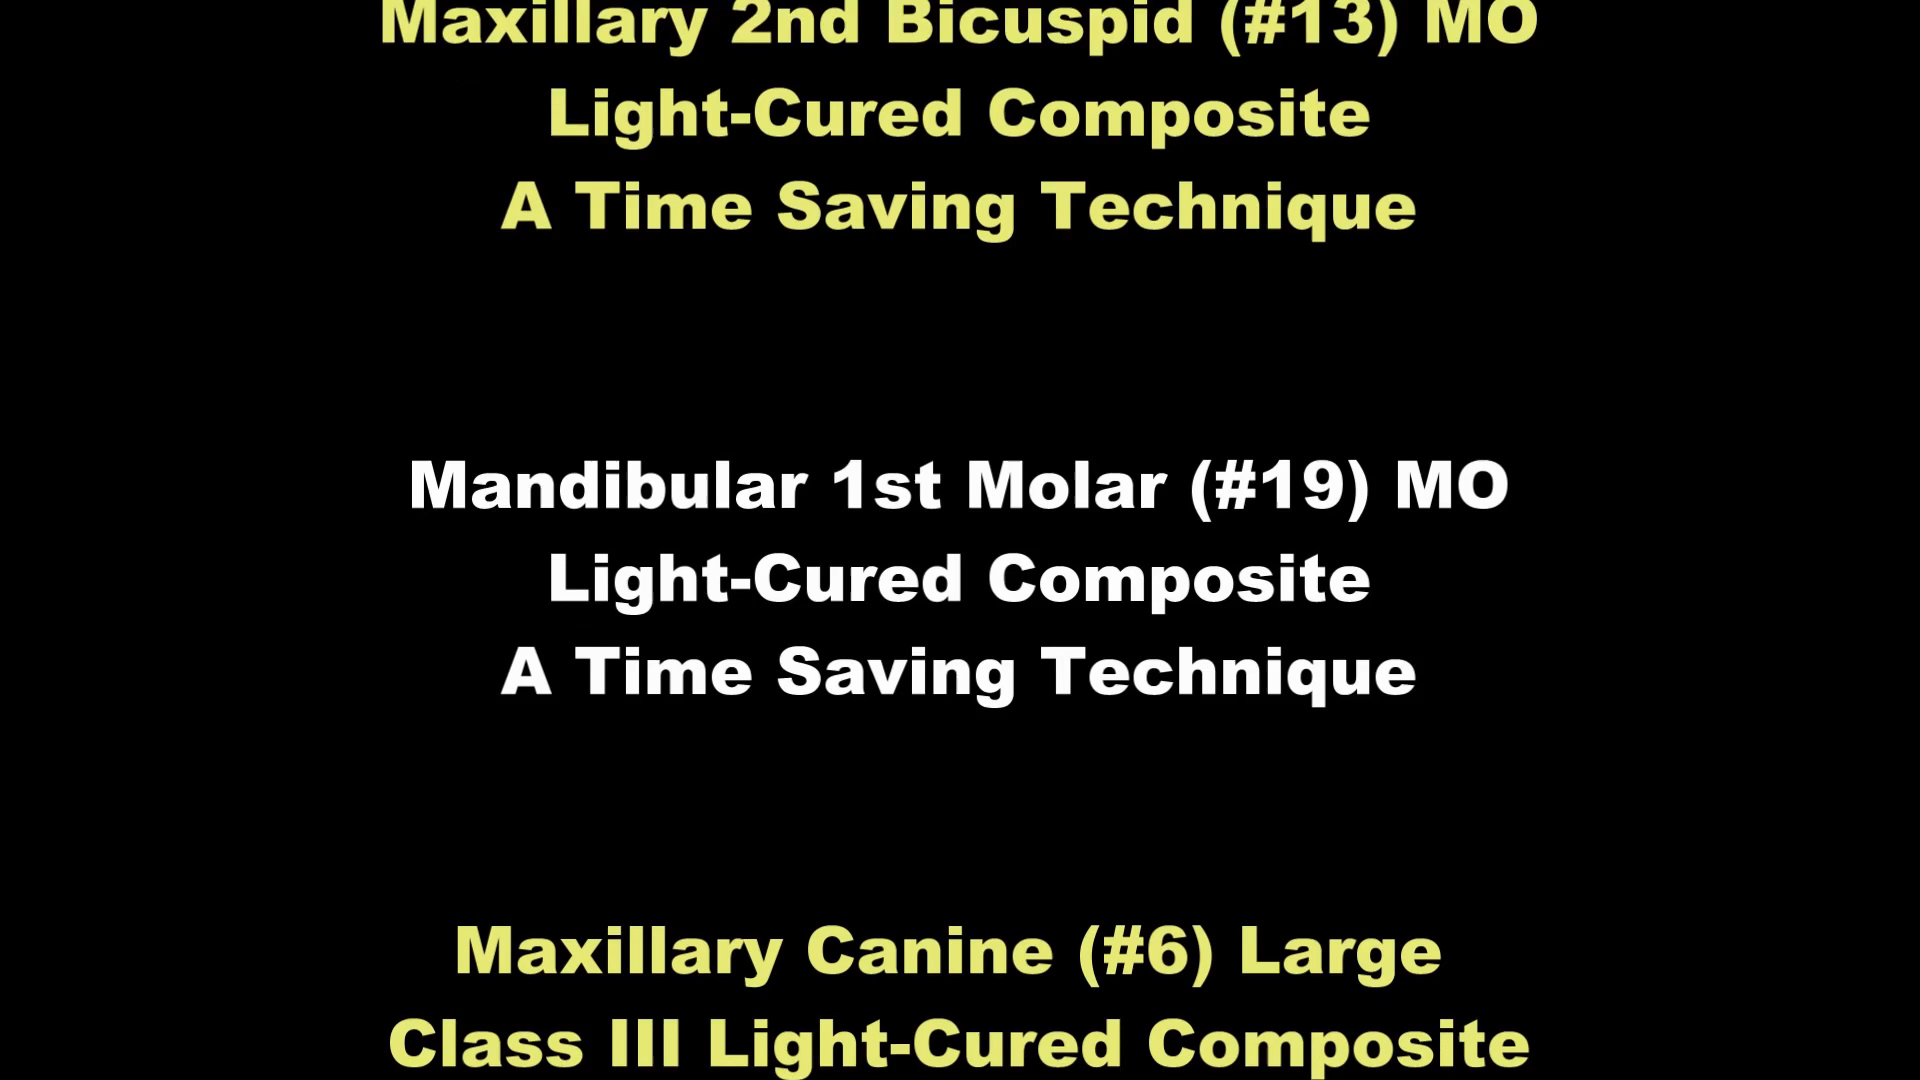 Maxillary 2nd Bicuspid (#13) MO
Light-Cured Composite
A Time Saving Technique
Mandibular 1st Molar (#19) MO
Light-Cured Composite
A Time Saving Technique
Maxillary Canine (#6) Large
Class III Light-Cured Composite